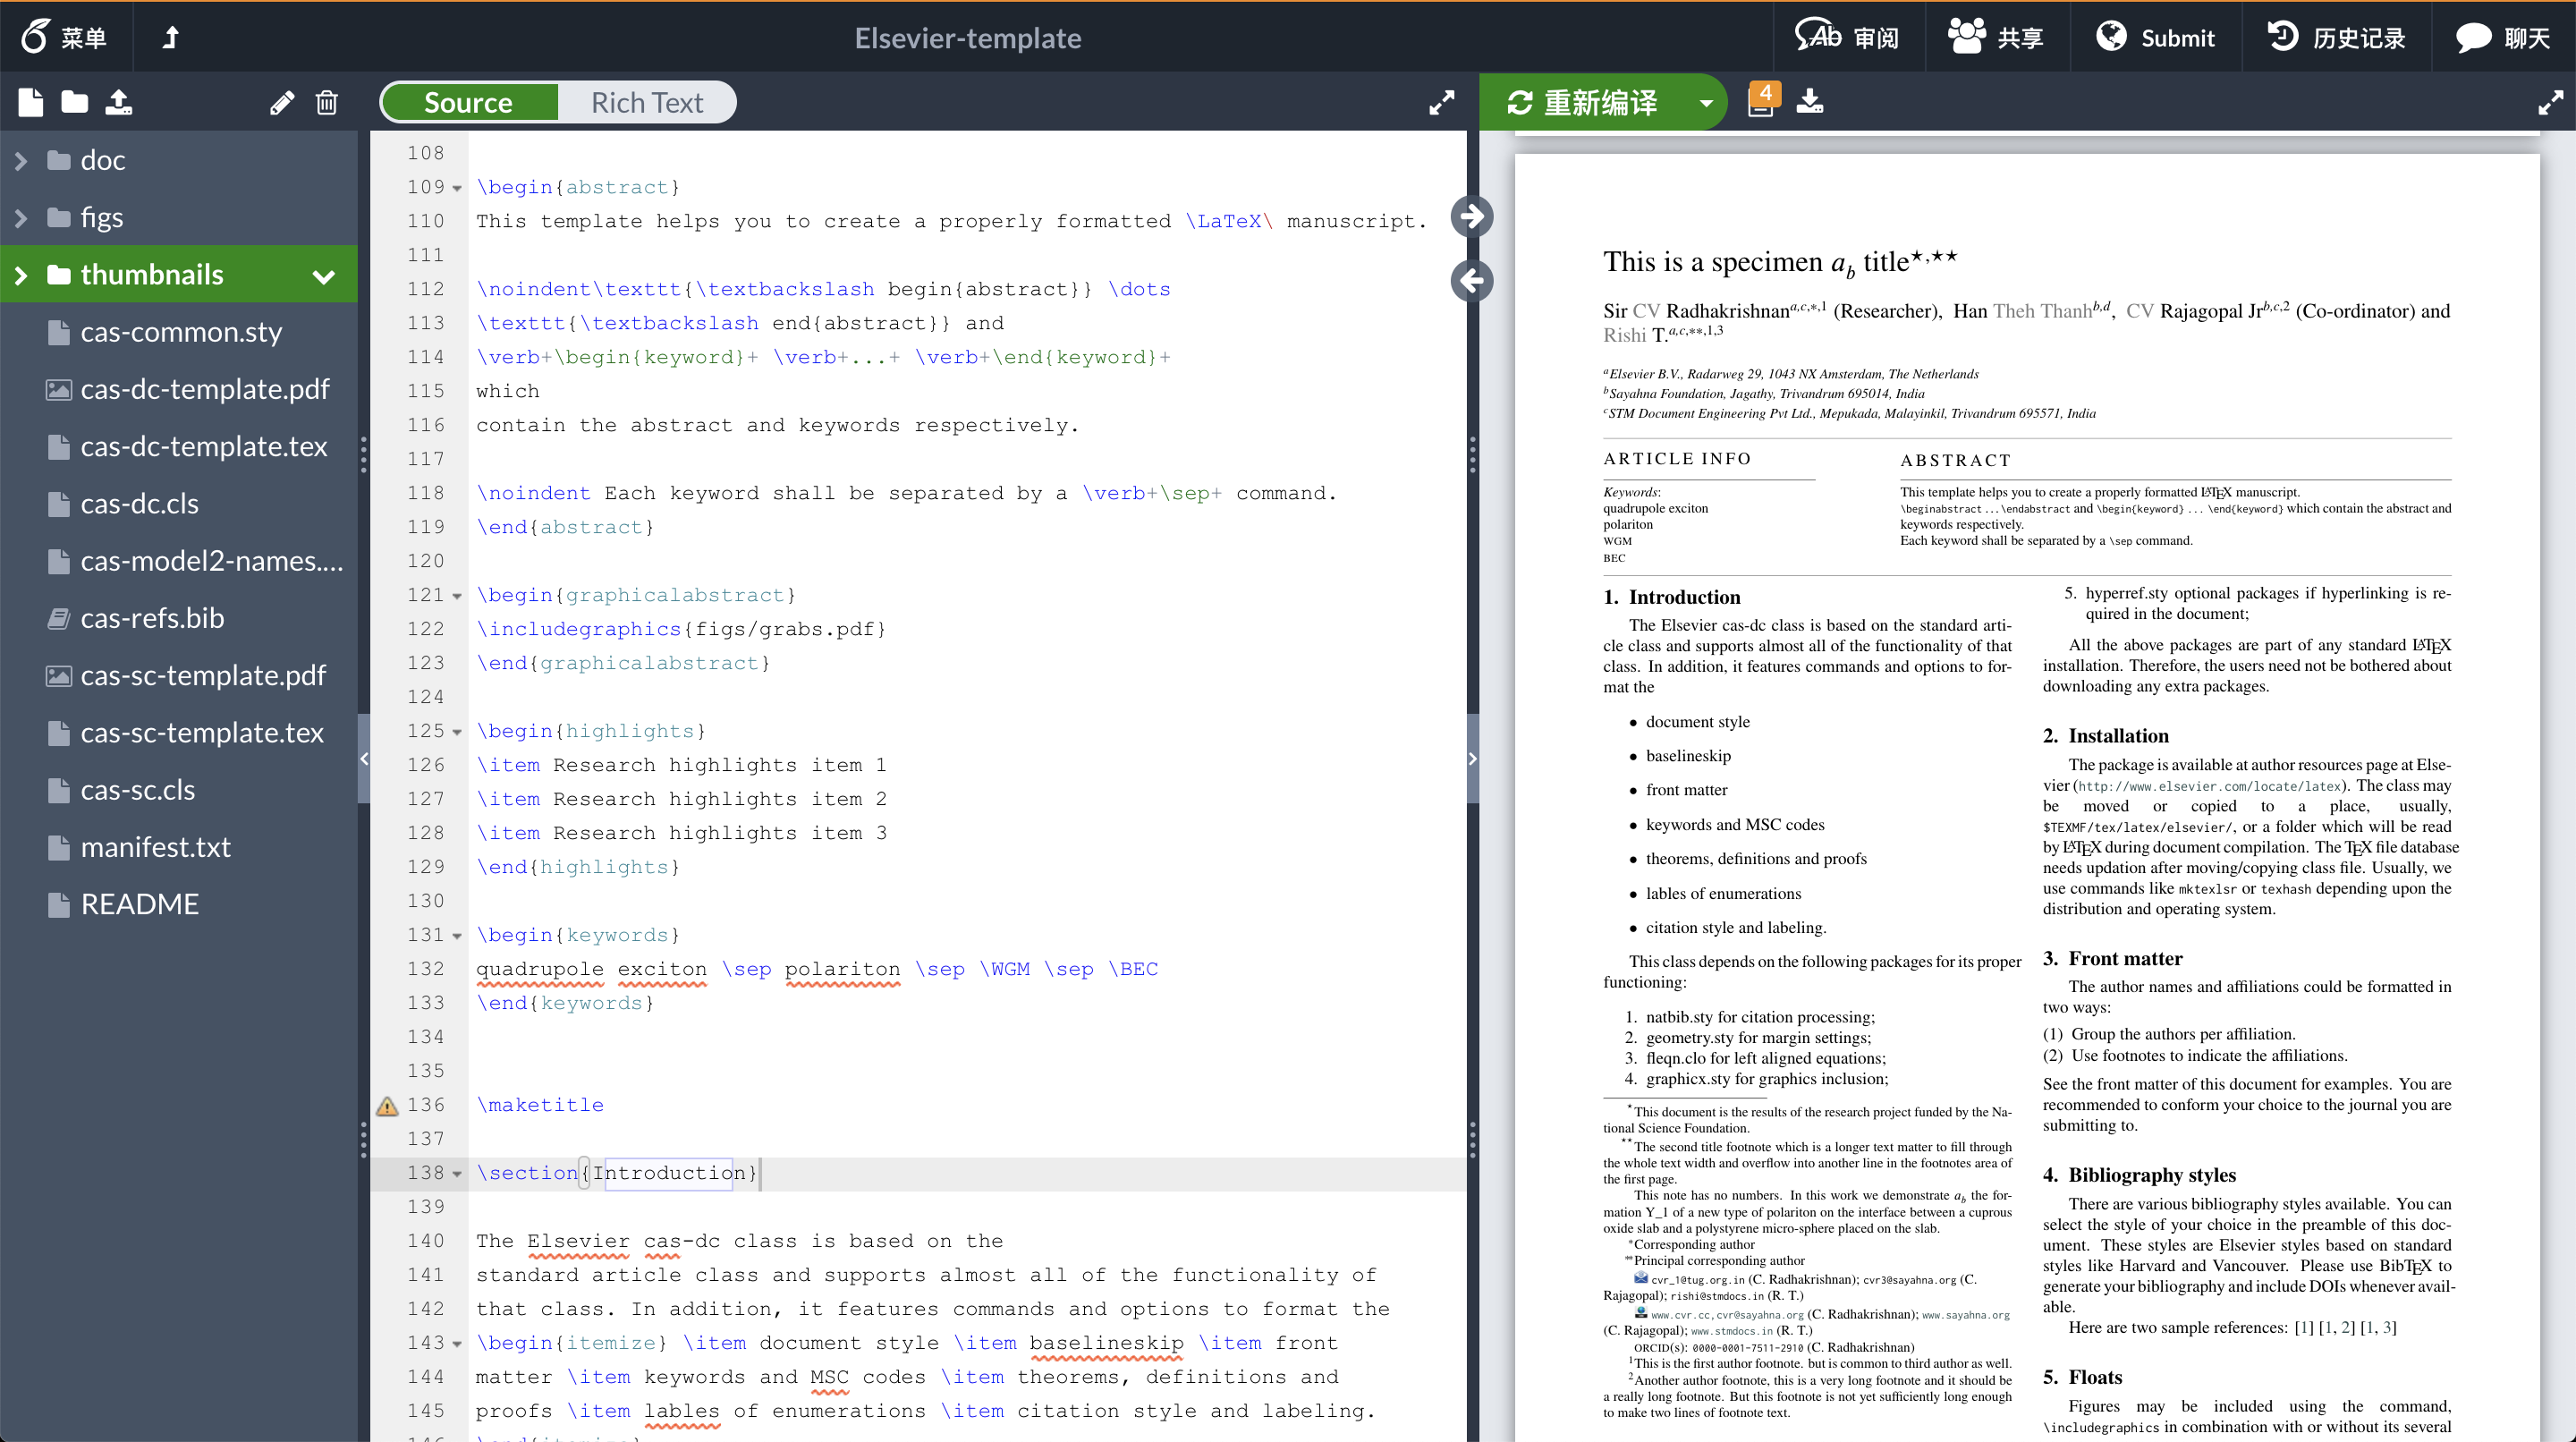 菜单
Elsevier-template
审阅
共享
Submit
历史记录
聊天
Source
Rich Text
重新编译
4
doc
figs
thumbnails
cas-common.sty
cas-dc-template.pdf
cas-dc-template.tex
cas-dc.cls
cas-model2-names....
cas-refs.bib
cas-sc-template.pdf
cas-sc-template.tex
cas-sc.cls
manifest.txt
README
108
109 \begin{abstract}
110 This template helps you to create a properly formatted \LaTeX\ manuscript.
111
112 \noindent\texttt{\textbackslash begin{abstract}} \dots
113 \texttt{\textbackslash end{abstract}} and
114 \verb+\begin{keyword}+ \verb+...+ \verb+\end{keyword}+
115 which
116 contain the abstract and keywords respectively.
117
118 \noindent Each keyword shall be separated by a \verb+\sep+ command.
119 \end{abstract}
120
121 \begin{graphicalabstract}
122 \includegraphics{figs/grabs.pdf}
123 \end{graphicalabstract}
124
125 \begin{highlights}
126 \item Research highlights item 1
127 \item Research highlights item 2
128 \item Research highlights item 3
129 \end{highlights}
130
131 \begin{keywords}
132 quadrupole exciton \sep polariton \sep \WGM \sep \BEC
133 \end{keywords}
134
135
136 \maketitle
137
138 \section{Introduction}
139
140 The Elsevier cas-dc class is based on the
141 standard article class and supports almost all of the functionality of
142 that class. In addition, it features commands and options to format the
143 \begin{itemize} \item document style \item baselineskip \item front
144 matter \item keywords and MSC codes \item theorems, definitions and
145 proofs \item lables of enumerations \item citation style and labeling.
This is a specimen a_b title⋆,⋆⋆
Sir CV Radhakrishnan a,c,∗,1 (Researcher), Han Theh Thanh b,d, CV Rajagopal Jr b,c,2 (Co-ordinator) and
Rishi T. a,c,∗∗,1,3
a Elsevier B.V., Radarweg 29, 1043 NX Amsterdam, The Netherlands
b Sayahna Foundation, Jagathy, Trivandrum 695014, India
c STM Document Engineering Pvt Ltd., Mepukada, Malayinkil, Trivandrum 695571, India
ARTICLE INFO
Keywords:
quadrupole exciton
polariton
WGM
BEC
ABSTRACT
This template helps you to create a properly formatted LATEX manuscript.
\beginabstract ...\endabstract and \begin{keyword} ... \end{keyword} which contain the abstract and
keywords respectively.
Each keyword shall be separated by a \sep command.
1. Introduction
The Elsevier cas-dc class is based on the standard arti-
cle class and supports almost all of the functionality of that
class. In addition, it features commands and options to for-
mat the
• document style
• baselineskip
• front matter
• keywords and MSC codes
• theorems, definitions and proofs
• lables of enumerations
• citation style and labeling.
This class depends on the following packages for its proper
functioning:
1. natbib.sty for citation processing;
2. geometry.sty for margin settings;
3. fleqn.clo for left aligned equations;
4. graphicx.sty for graphics inclusion;
⋆This document is the results of the research project funded by the Na-
tional Science Foundation.
⋆⋆The second title footnote which is a longer text matter to fill through
the whole text width and overflow into another line in the footnotes area of
the first page.
This note has no numbers. In this work we demonstrate a_b the for-
mation Y_1 of a new type of polariton on the interface between a cuprous
oxide slab and a polystyrene micro-sphere placed on the slab.
∗Corresponding author
∗∗Principal corresponding author
cvr_1@tug.org.in (C. Radhakrishnan); cvr3@sayahna.org (C.
Rajagopal); rishi@stmdocs.in (R. T.)
www.cvr.cc,cvr@sayahna.org (C. Radhakrishnan); www.sayahna.org
(C. Rajagopal); www.stmdocs.in (R. T.)
ORCID(s): 0000-0001-7511-2910 (C. Radhakrishnan)
1This is the first author footnote. but is common to third author as well.
2Another author footnote, this is a very long footnote and it should be
a really long footnote. But this footnote is not yet sufficiently long enough
to make two lines of footnote text.
5. hyperref.sty optional packages if hyperlinking is re-
quired in the document;
All the above packages are part of any standard LATEX
installation. Therefore, the users need not be bothered about
downloading any extra packages.
2. Installation
The package is available at author resources page at Else-
vier (http://www.elsevier.com/locate/latex). The class may
be moved or copied to a place, usually,
$TEXMF/tex/latex/elsevier/, or a folder which will be read
by LATEX during document compilation. The TEX file database
needs updation after moving/copying class file. Usually, we
use commands like mktexlsr or texhash depending upon the
distribution and operating system.
3. Front matter
The author names and affiliations could be formatted in
two ways:
(1) Group the authors per affiliation.
(2) Use footnotes to indicate the affiliations.
See the front matter of this document for examples. You are
recommended to conform your choice to the journal you are
submitting to.
4. Bibliography styles
There are various bibliography styles available. You can
select the style of your choice in the preamble of this doc-
ument. These styles are Elsevier styles based on standard
styles like Harvard and Vancouver. Please use BibTEX to
generate your bibliography and include DOIs whenever avail-
able.
Here are two sample references: [1] [1, 2] [1, 3]
5. Floats
Figures may be included using the command,
\includegraphics in combination with or without its several